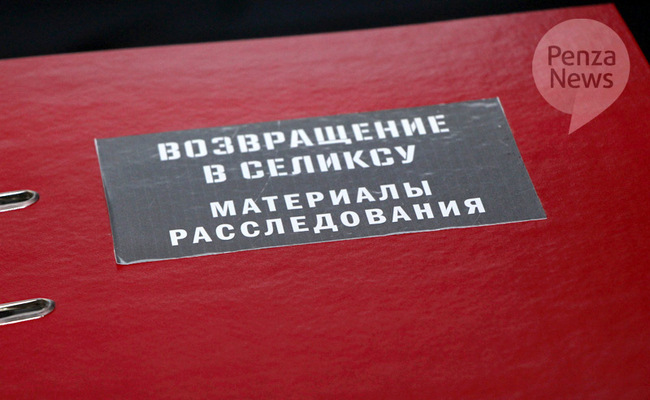 Penza
News
ВОЗВРАЩЕНИЕ
В СЕЛИКСУ
МАТЕРИАЛЫ
РАССЛЕДОВАНИЯ